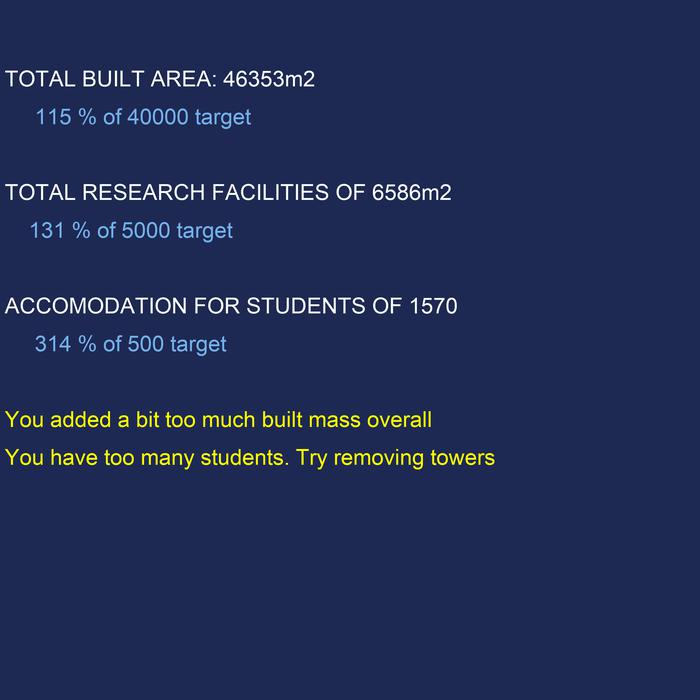 TOTAL BUILT AREA: 46353m2
115 % of 40000 target
TOTAL RESEARCH FACILITIES OF 6586m2
131 % of 5000 target
ACCOMODATION FOR STUDENTS OF 1570
314 % of 500 target
You added a bit too much built mass overall
You have too many students. Try removing towers